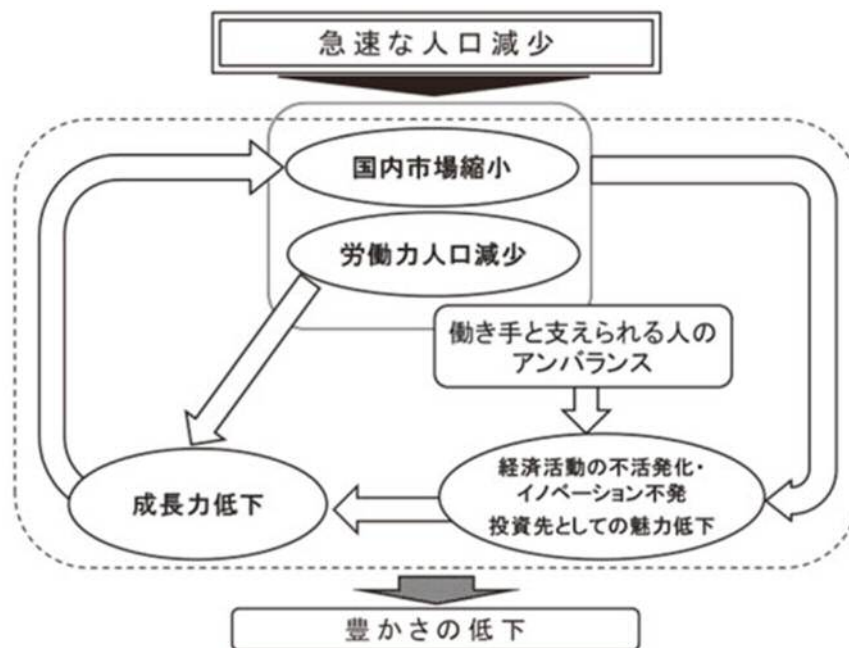 急速な人口減少
国内市場縮小
労働力人口減少
働き手と支えられる人の
アンバランス
経済活動の不活発化・
イノベーション不発
投資先としての魅力低下
成長力低下
豊かさの低下